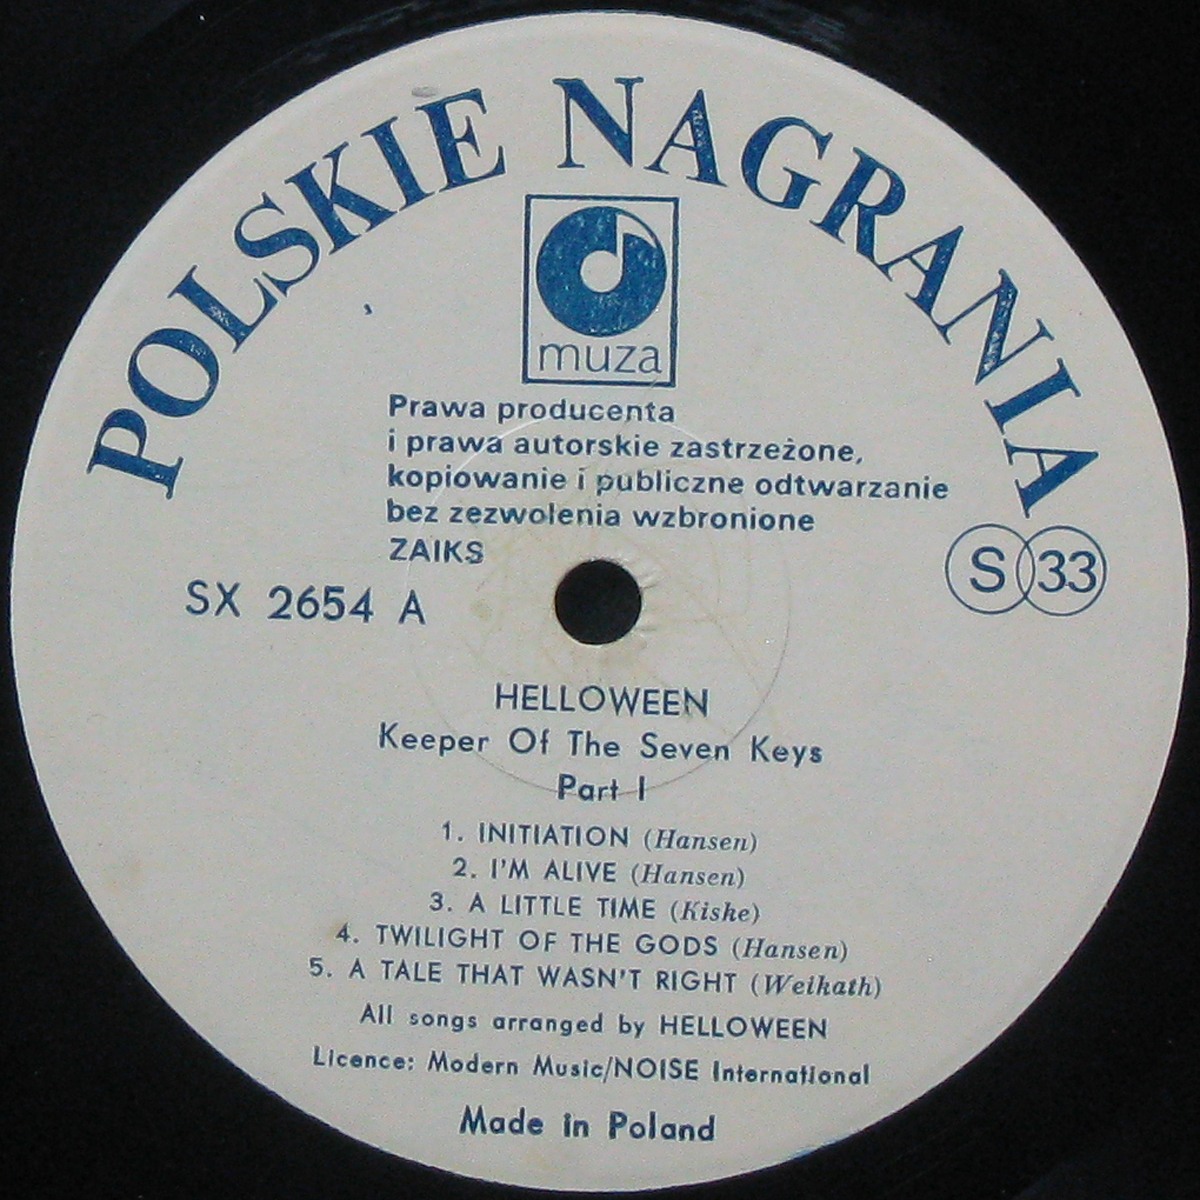 POLSKIE NAGRANIA
muza
Prawa producenta
i prawa autorskie zastrzeżone,
kopiowanie i publiczne odtwarzanie
bez zezwolenia wzbronione
ZAIKS
S 33
SX 2654 A
HELLOWEEN
Keeper Of The Seven Keys
Part I
1. INITIATION (Hansen)
2. I'M ALIVE (Hansen)
3. A LITTLE TIME (Kiske)
4. TWILIGHT OF THE GODS (Hansen)
5. A TALE THAT WASN'T RIGHT (Weikath)
All songs arranged by HELLOWEEN
Licence: Modern Music/NOISE International
Made in Poland